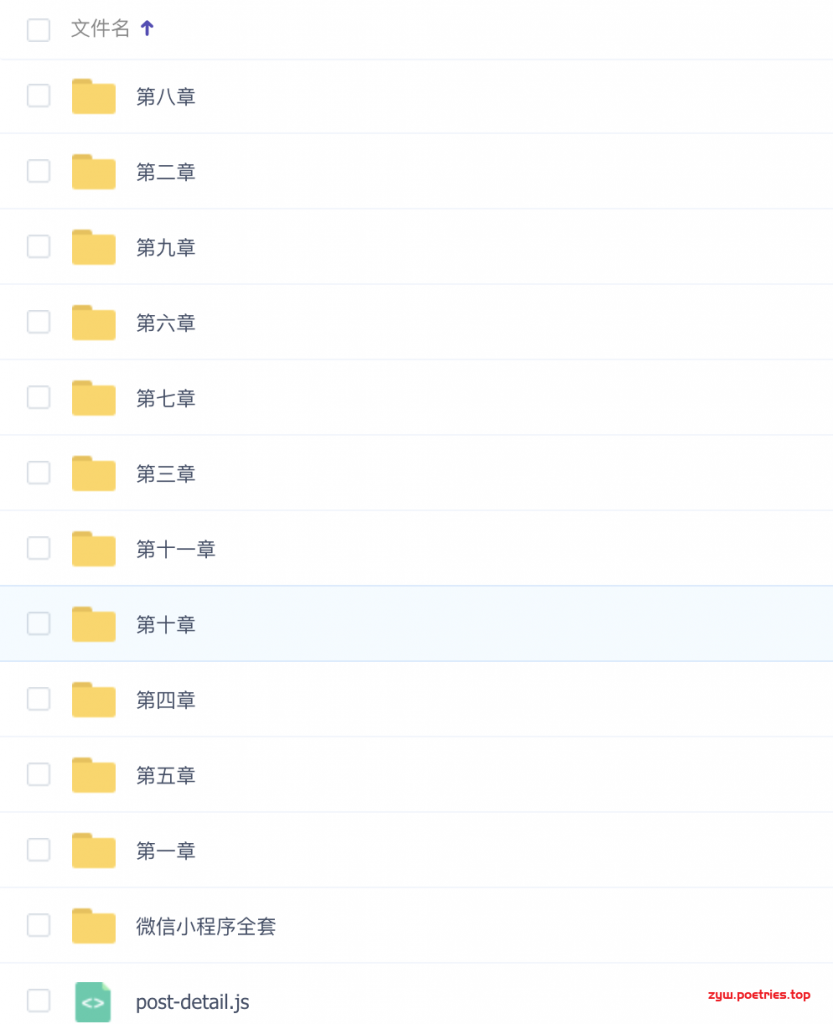 文件名
第八章
第二章
第九章
第六章
第七章
第三章
第十一章
第十章
第四章
第五章
第一章
微信小程序全套
post-detail.js
zyw.poetries.top